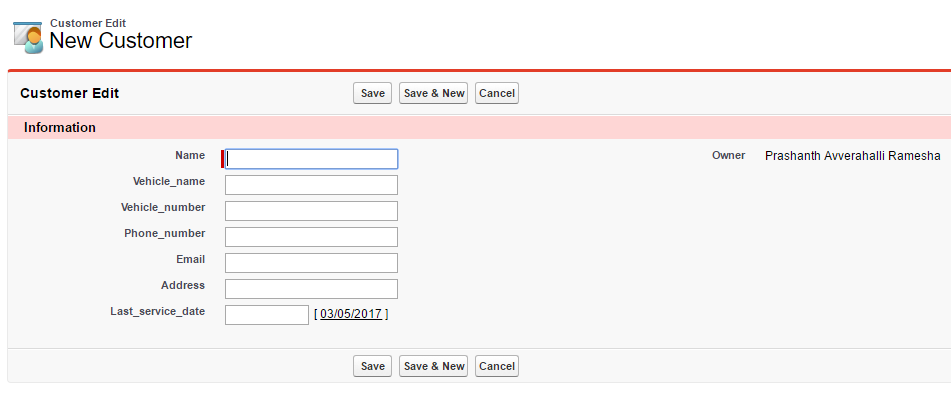 Customer Edit
New Customer
Customer Edit Save Save & New Cancel
Information
Name Owner Prashanth Avverahalli Ramesha
Vehicle_name
Vehicle_number
Phone_number
Email
Address
Last_service_date [ 03/05/2017 ]
Save Save & New Cancel